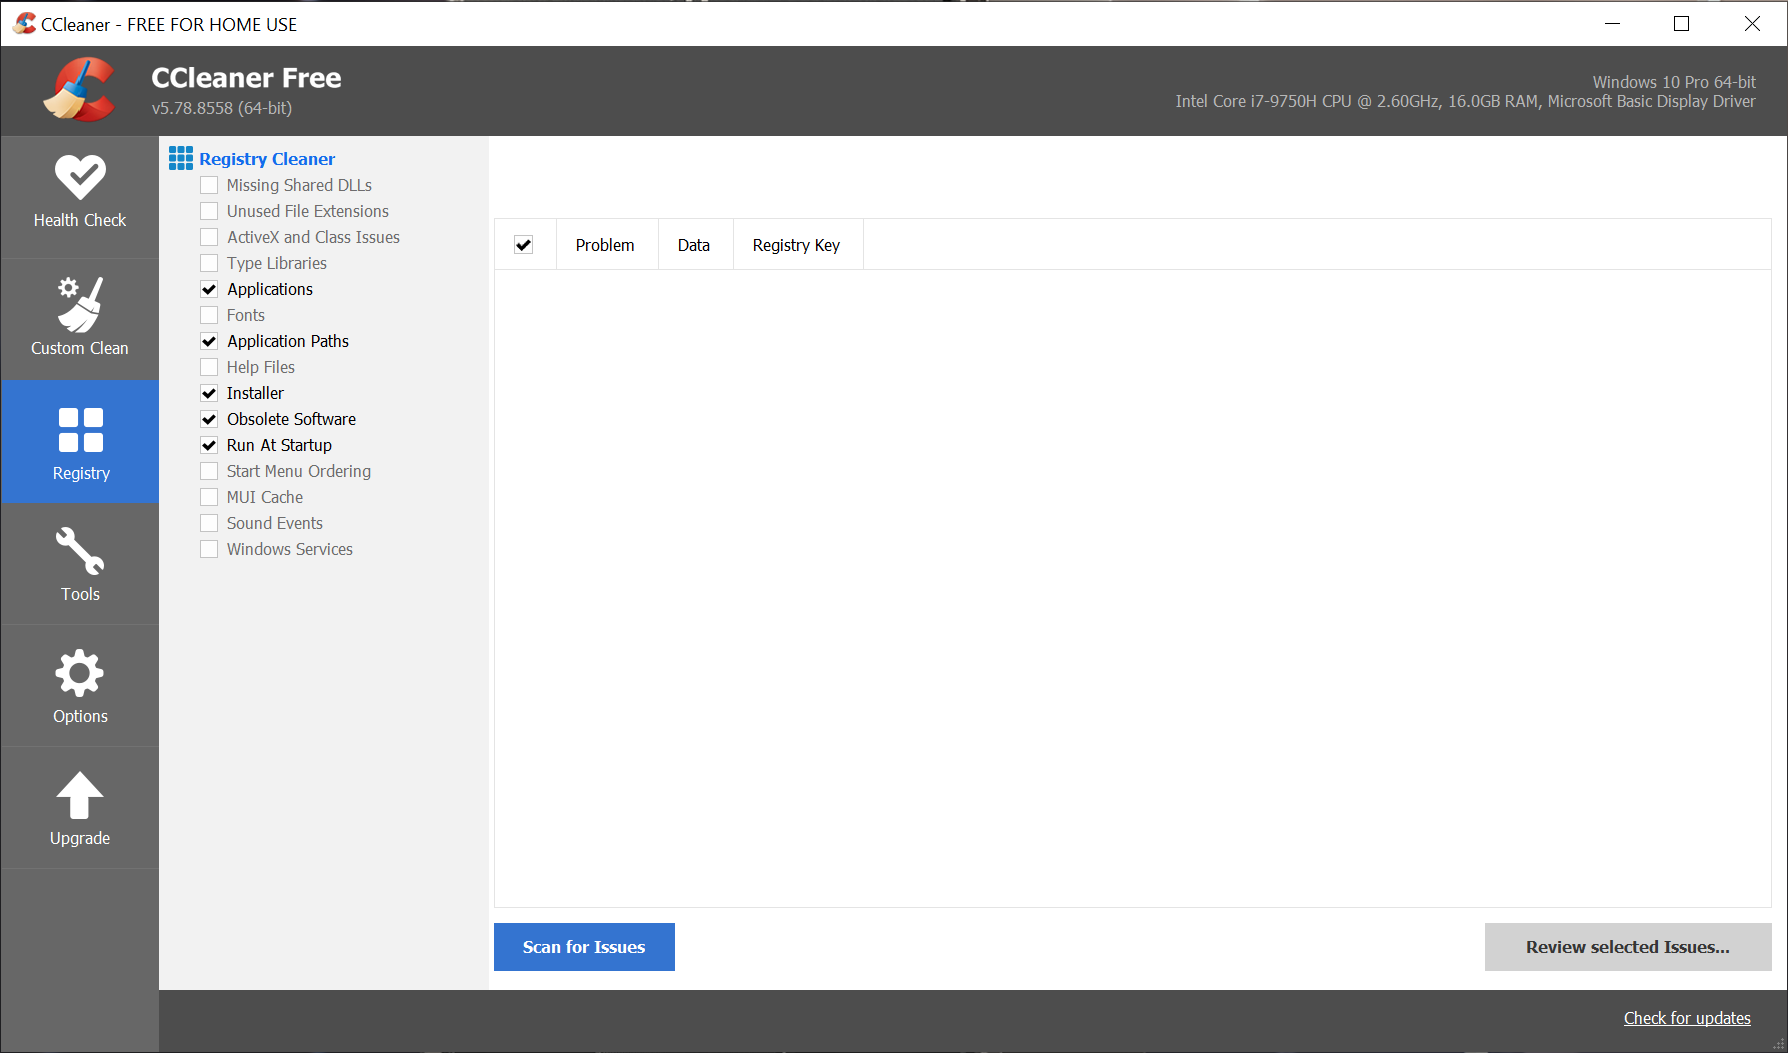 CCleaner - FREE FOR HOME USE
CCleaner Free
v5.78.8558 (64-bit)
Windows 10 Pro 64-bit
Intel Core i7-9750H CPU @ 2.60GHz, 16.0GB RAM, Microsoft Basic Display Driver
Health Check
Custom Clean
Registry
Tools
Options
Upgrade
Registry Cleaner
Missing Shared DLLs
Unused File Extensions
ActiveX and Class Issues
Type Libraries
Applications
Fonts
Application Paths
Help Files
Installer
Obsolete Software
Run At Startup
Start Menu Ordering
MUI Cache
Sound Events
Windows Services
Problem Data Registry Key
Scan for Issues
Review selected Issues...
Check for updates